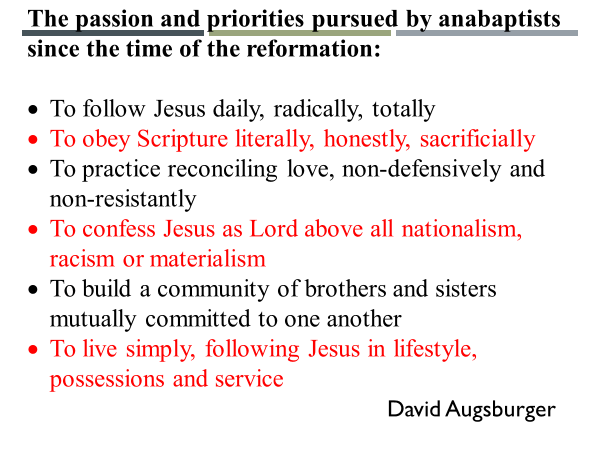 The passion and priorities pursued by anabaptists
since the time of the reformation:
• To follow Jesus daily, radically, totally
• To obey Scripture literally, honestly, sacrificially
• To practice reconciling love, non-defensively and
non-resistantly
• To confess Jesus as Lord above all nationalism,
racism or materialism
• To build a community of brothers and sisters
mutually committed to one another
• To live simply, following Jesus in lifestyle,
possessions and service
David Augsburger